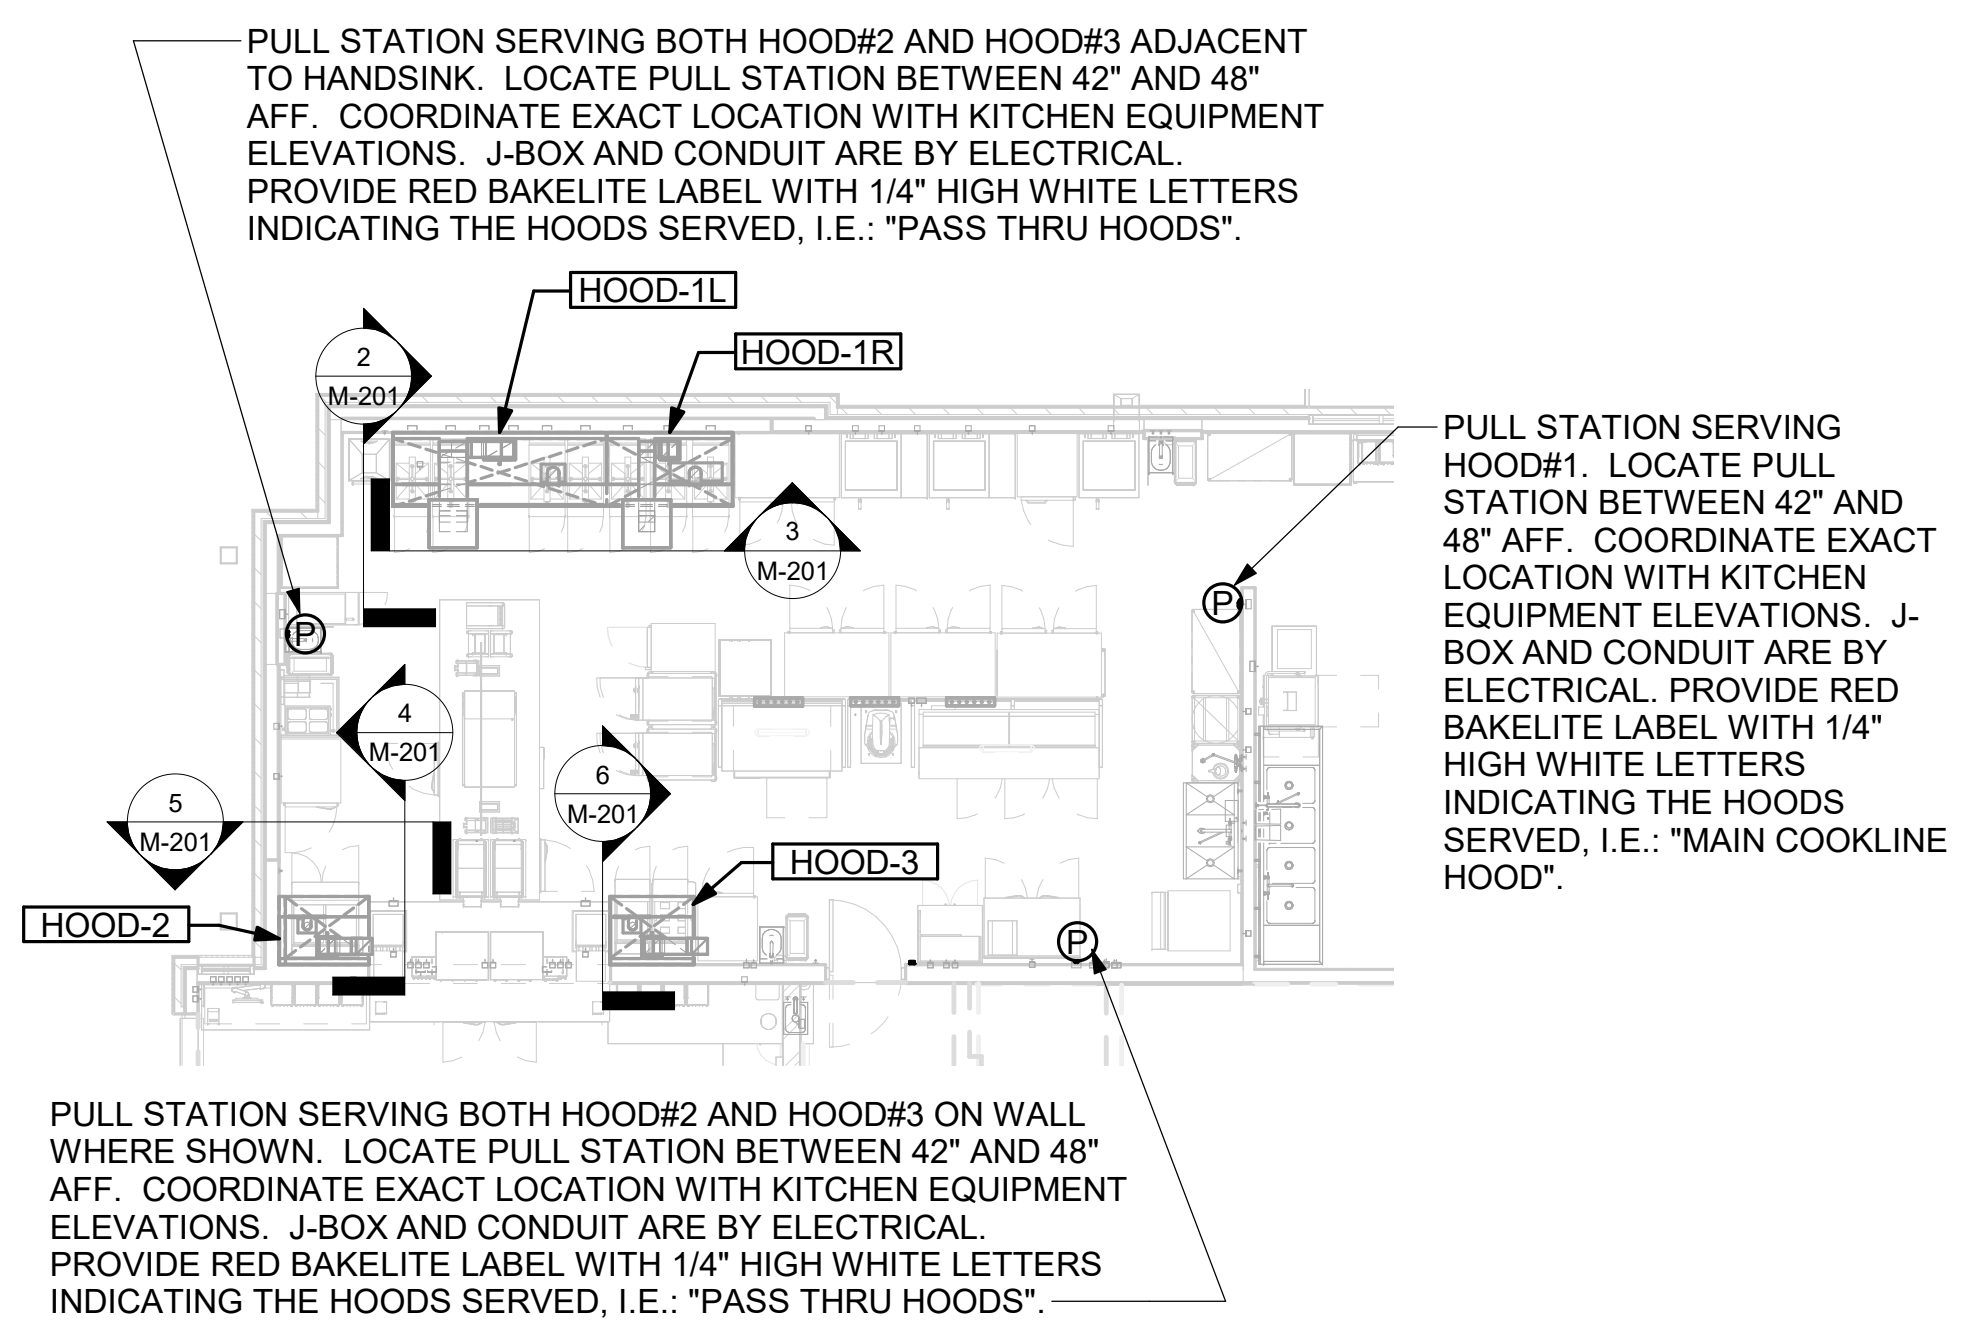 PULL STATION SERVING BOTH HOOD#2 AND HOOD#3 ADJACENT
TO HANDSINK.  LOCATE PULL STATION BETWEEN 42" AND 48"
AFF.  COORDINATE EXACT LOCATION WITH KITCHEN EQUIPMENT
ELEVATIONS.  J-BOX AND CONDUIT ARE BY ELECTRICAL.
PROVIDE RED BAKELITE LABEL WITH 1/4" HIGH WHITE LETTERS
INDICATING THE HOODS SERVED, I.E.: "PASS THRU HOODS".
HOOD-1L
HOOD-1R
2
M-201
3
M-201
PULL STATION SERVING
HOOD#1.  LOCATE PULL
STATION BETWEEN 42" AND
48" AFF.  COORDINATE EXACT
LOCATION WITH KITCHEN
EQUIPMENT ELEVATIONS.  J-
BOX AND CONDUIT ARE BY
ELECTRICAL. PROVIDE RED
BAKELITE LABEL WITH 1/4"
HIGH WHITE LETTERS
INDICATING THE HOODS
SERVED, I.E.: "MAIN COOKLINE
HOOD".
P
P
4
M-201
6
M-201
5
M-201
HOOD-3
HOOD-2
P
PULL STATION SERVING BOTH HOOD#2 AND HOOD#3 ON WALL
WHERE SHOWN.  LOCATE PULL STATION BETWEEN 42" AND 48"
AFF.  COORDINATE EXACT LOCATION WITH KITCHEN EQUIPMENT
ELEVATIONS.  J-BOX AND CONDUIT ARE BY ELECTRICAL.
PROVIDE RED BAKELITE LABEL WITH 1/4" HIGH WHITE LETTERS
INDICATING THE HOODS SERVED, I.E.: "PASS THRU HOODS".